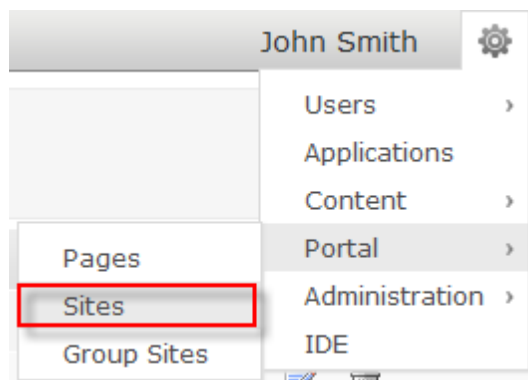 John Smith
Users
Applications
Content
Portal
Administration
IDE
Pages
Sites
Group Sites